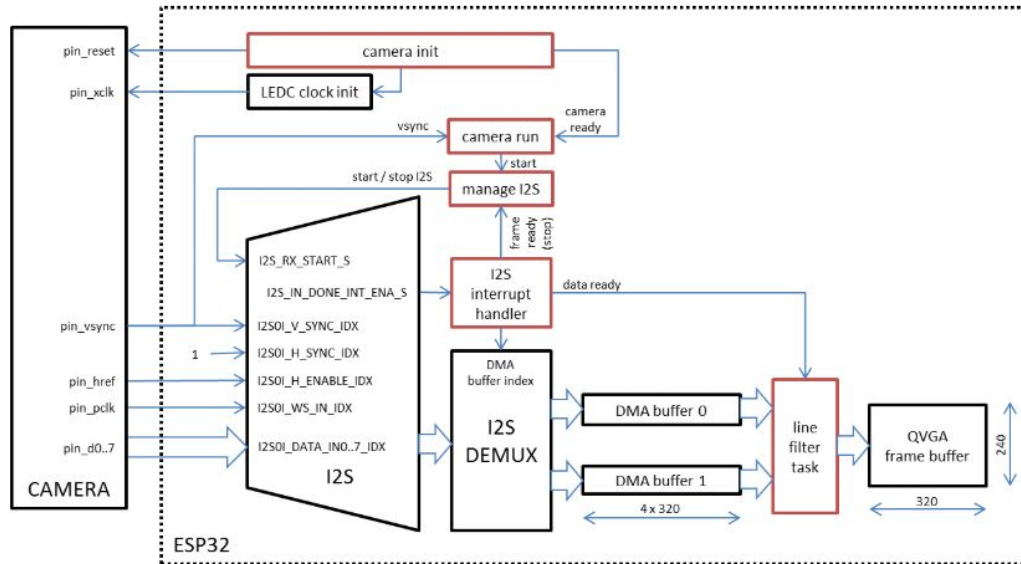 pin_reset
camera init
pin_xclk
LEDC clock init
camera
ready
vsync
camera run
start
start / stop I2S
manage I2S
frame
ready
(stop)
I2S_RX_START_S
I2S_IN_DONE_INT_ENA_S
I2S
interrupt
handler
data ready
pin_vsync
I2S0I_V_SYNC_IDX
1
I2S0I_H_SYNC_IDX
pin_href
I2S0I_H_ENABLE_IDX
pin_pclk
I2S0I_WS_IN_IDX
pin_d0..7
I2S0I_DATA_IN0..7_IDX
I2S
CAMERA
DMA
buffer index
I2S
DEMUX
DMA buffer 0
DMA buffer 1
4 x 320
line
filter
task
QVGA
frame buffer
240
320
ESP32